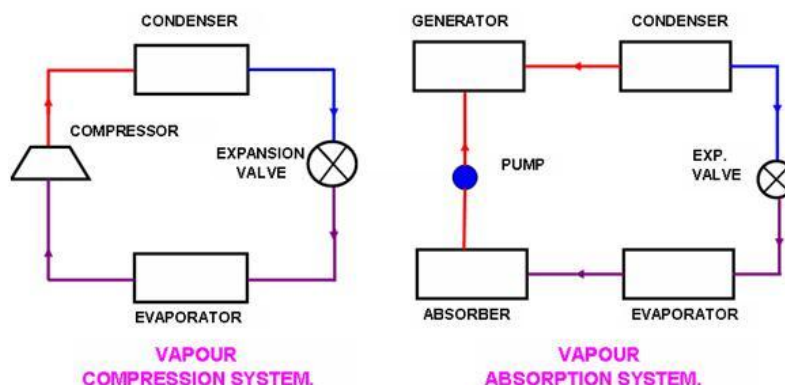 CONDENSER
COMPRESSOR
EXPANSION
VALVE
EVAPORATOR
VAPOUR
COMPRESSION SYSTEM.
GENERATOR
CONDENSER
PUMP
EXP.
VALVE
ABSORBER
EVAPORATOR
VAPOUR
ABSORPTION SYSTEM.